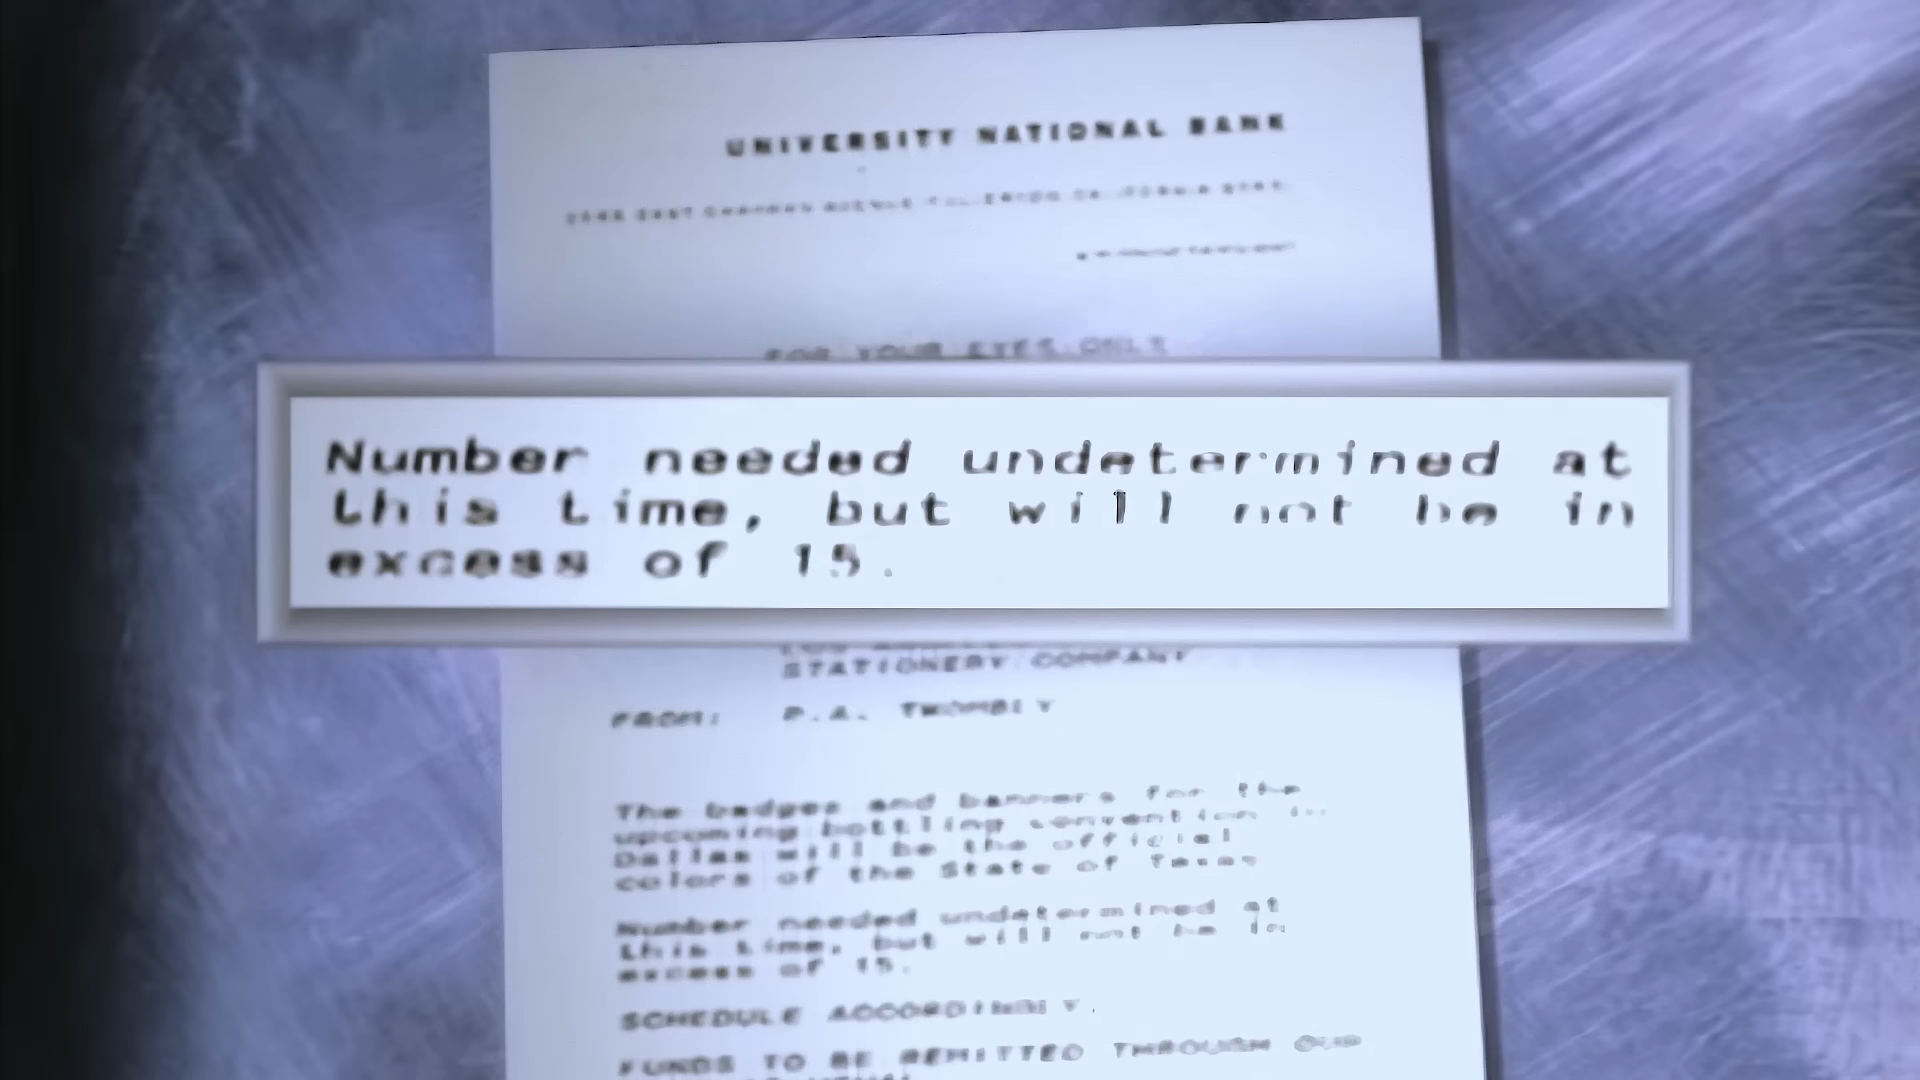 UNIVERSITY NATIONAL BANK
FOR YOUR EYES ONLY
Number needed undetermined at
this time, but will not be in
excess of 15.
STATIONERY COMPANY
FROM: P.A. TWOMBLY
The badges and banners for the
upcoming bottling convention in
Dallas will be the official
colors of the State of Texas
Number needed undetermined at
this time, but will not be in
excess of 15.
SCHEDULE ACCORDINGLY.
FUNDS TO BE REMITTED THROUGH OUR